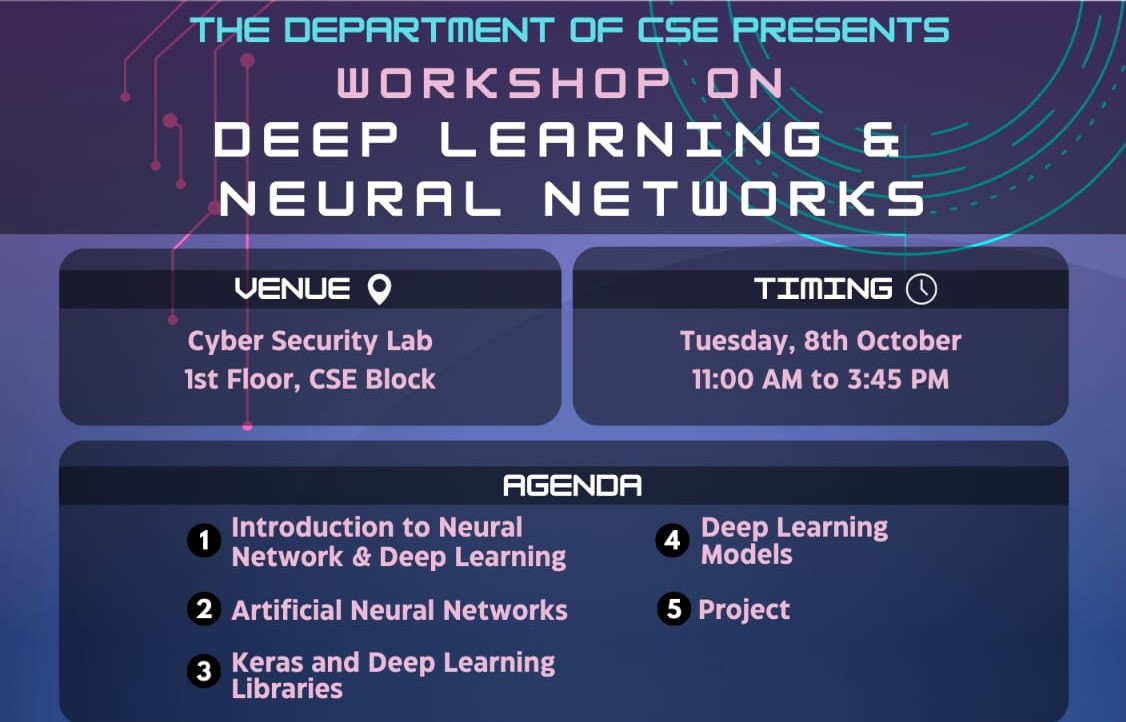 THE DEPARTMENT OF CSE PRESENTS
WORKSHOP ON
DEEP LEARNING &
NEURAL NETWORKS
VENUE
Cyber Security Lab
1st Floor, CSE Block
TIMING
Tuesday, 8th October
11:00 AM to 3:45 PM
AGENDA
1 Introduction to Neural
Network & Deep Learning
2 Artificial Neural Networks
3 Keras and Deep Learning
Libraries
4 Deep Learning
Models
5 Project